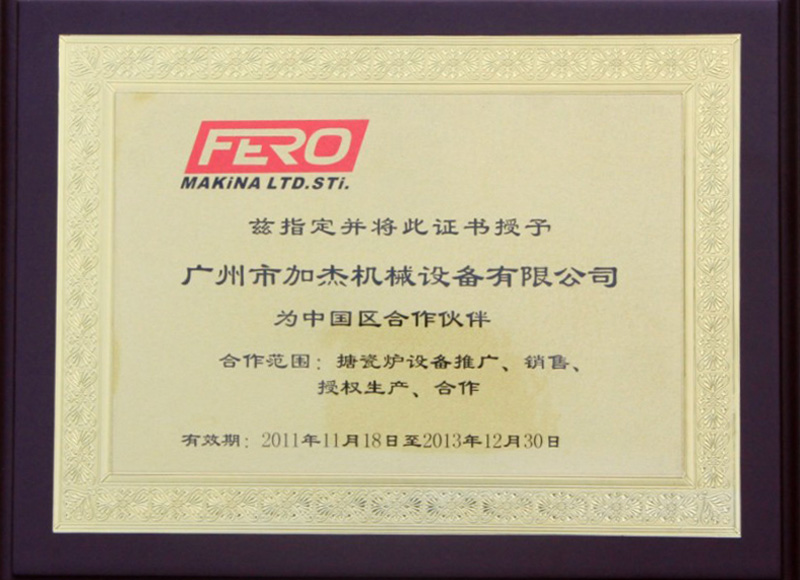 FERO
MAKiNA LTD.STi.
兹指定并将此证书授予
广州市加杰机械设备有限公司
为中国区合作伙伴
合作范围：搪瓷炉设备推广、销售、
授权生产、合作
有效期：2011年11月18日至2013年12月30日